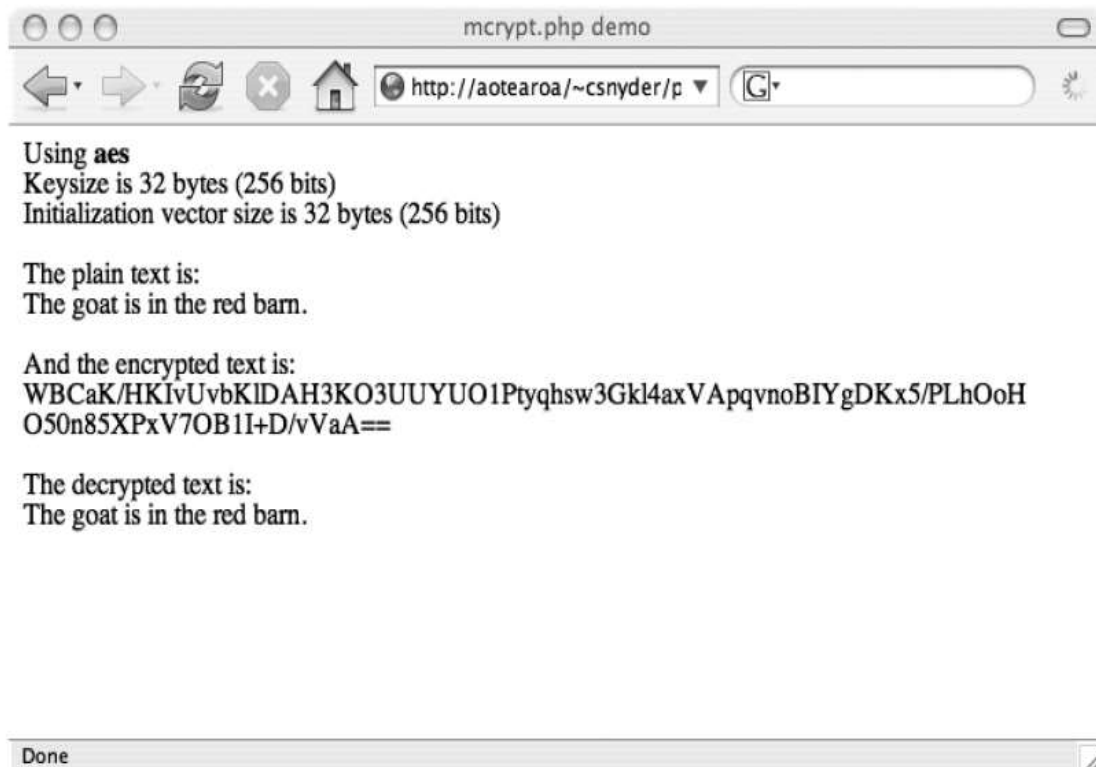 mcrypt.php demo
http://aotearoa/~csnyder/p
G
Using aes
Keysize is 32 bytes (256 bits)
Initialization vector size is 32 bytes (256 bits)
The plain text is:
The goat is in the red barn.
And the encrypted text is:
WBCaK/HKIvUvbKlDAH3KO3UUYUO1Ptyqhsw3Gkl4axVApqvnoBIYgDKx5/PLhOoH
O50n85XPxV7OB1I+D/vVaA==
The decrypted text is:
The goat is in the red barn.
Done